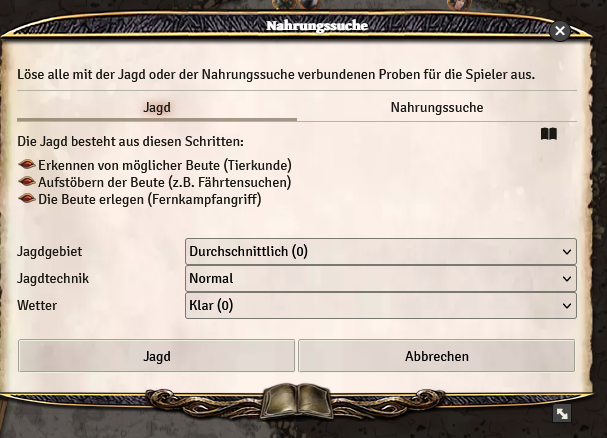 Nahrungssuche
Löse alle mit der Jagd oder der Nahrungssuche verbundenen Proben für die Spieler aus.
Jagd Nahrungssuche
Die Jagd besteht aus diesen Schritten:
Erkennen von möglicher Beute (Tierkunde)
Aufstöbern der Beute (z.B. Fährtensuchen)
Die Beute erlegen (Fernkampfangriff)
Jagdgebiet Durchschnittlich (0)
Jagdtechnik Normal
Wetter Klar (0)
Jagd Abbrechen